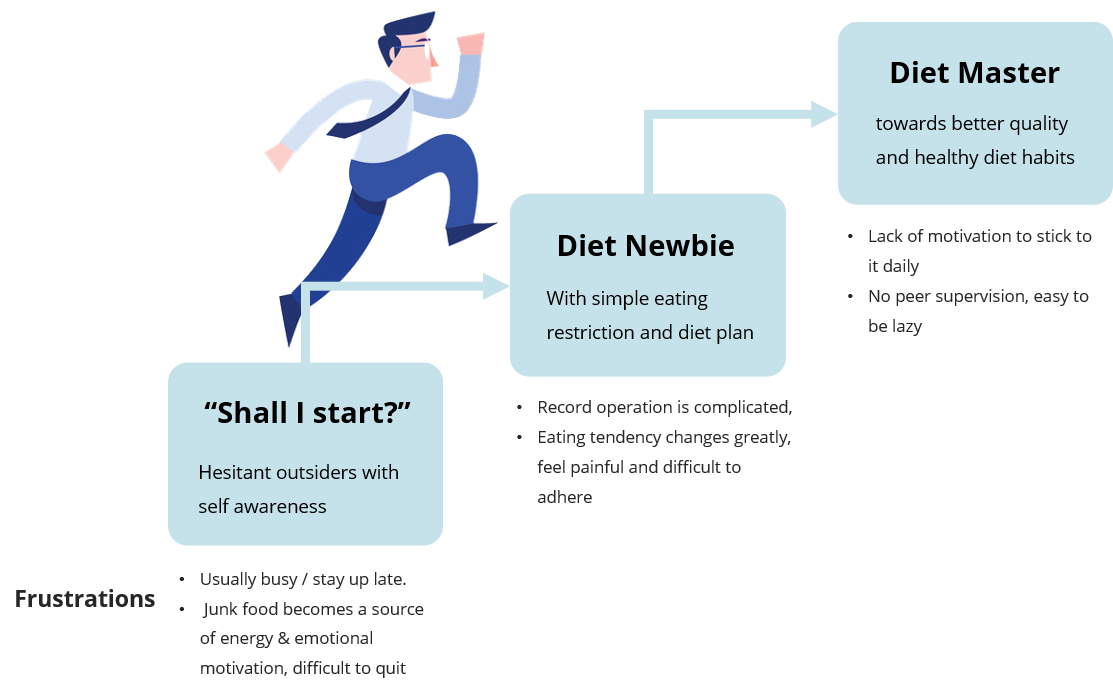 Diet Master
towards better quality
and healthy diet habits
• Lack of motivation to stick to
it daily
• No peer supervision, easy to
be lazy
Diet Newbie
With simple eating
restriction and diet plan
• Record operation is complicated,
• Eating tendency changes greatly,
feel painful and difficult to
adhere
“Shall I start?”
Hesitant outsiders with
self awareness
Frustrations
• Usually busy / stay up late.
• Junk food becomes a source
of energy & emotional
motivation, difficult to quit